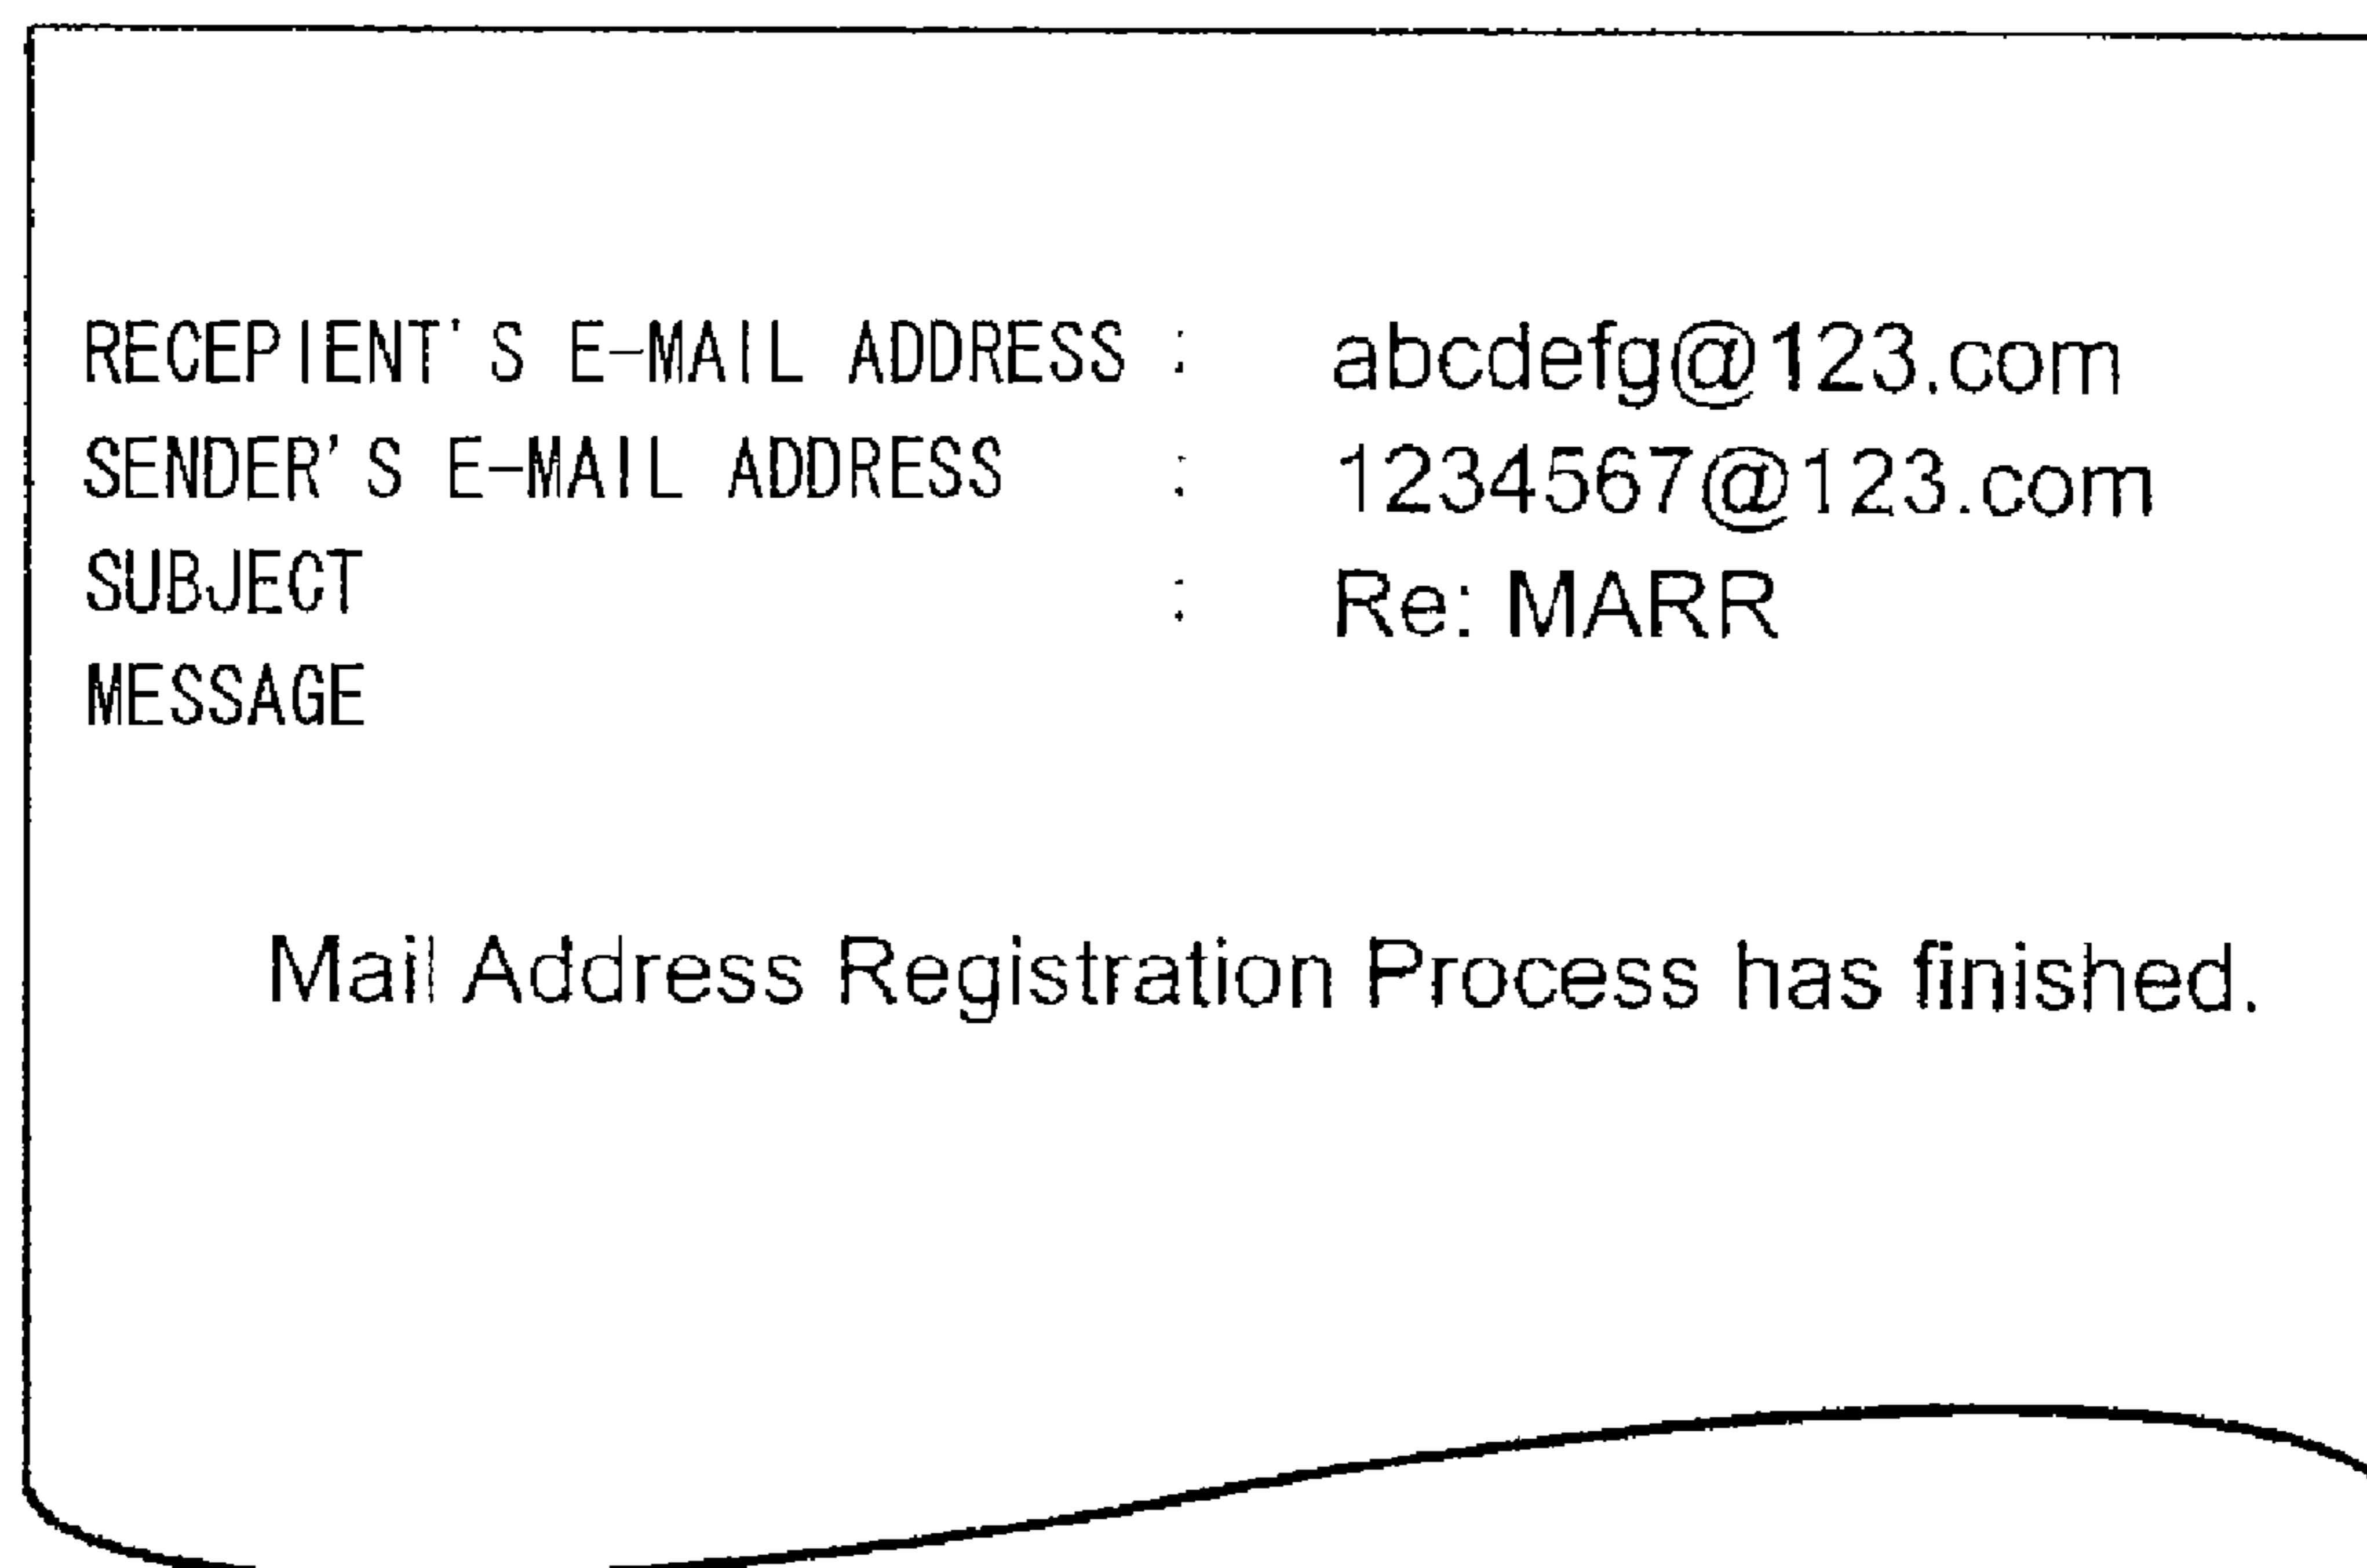 RECEPIENT'S E-MAIL ADDRESS : abcdefg@123.com
SENDER'S E-MAIL ADDRESS : 1234567@123.com
SUBJECT : Re: MARR
MESSAGE
Mail Address Registration Process has finished.